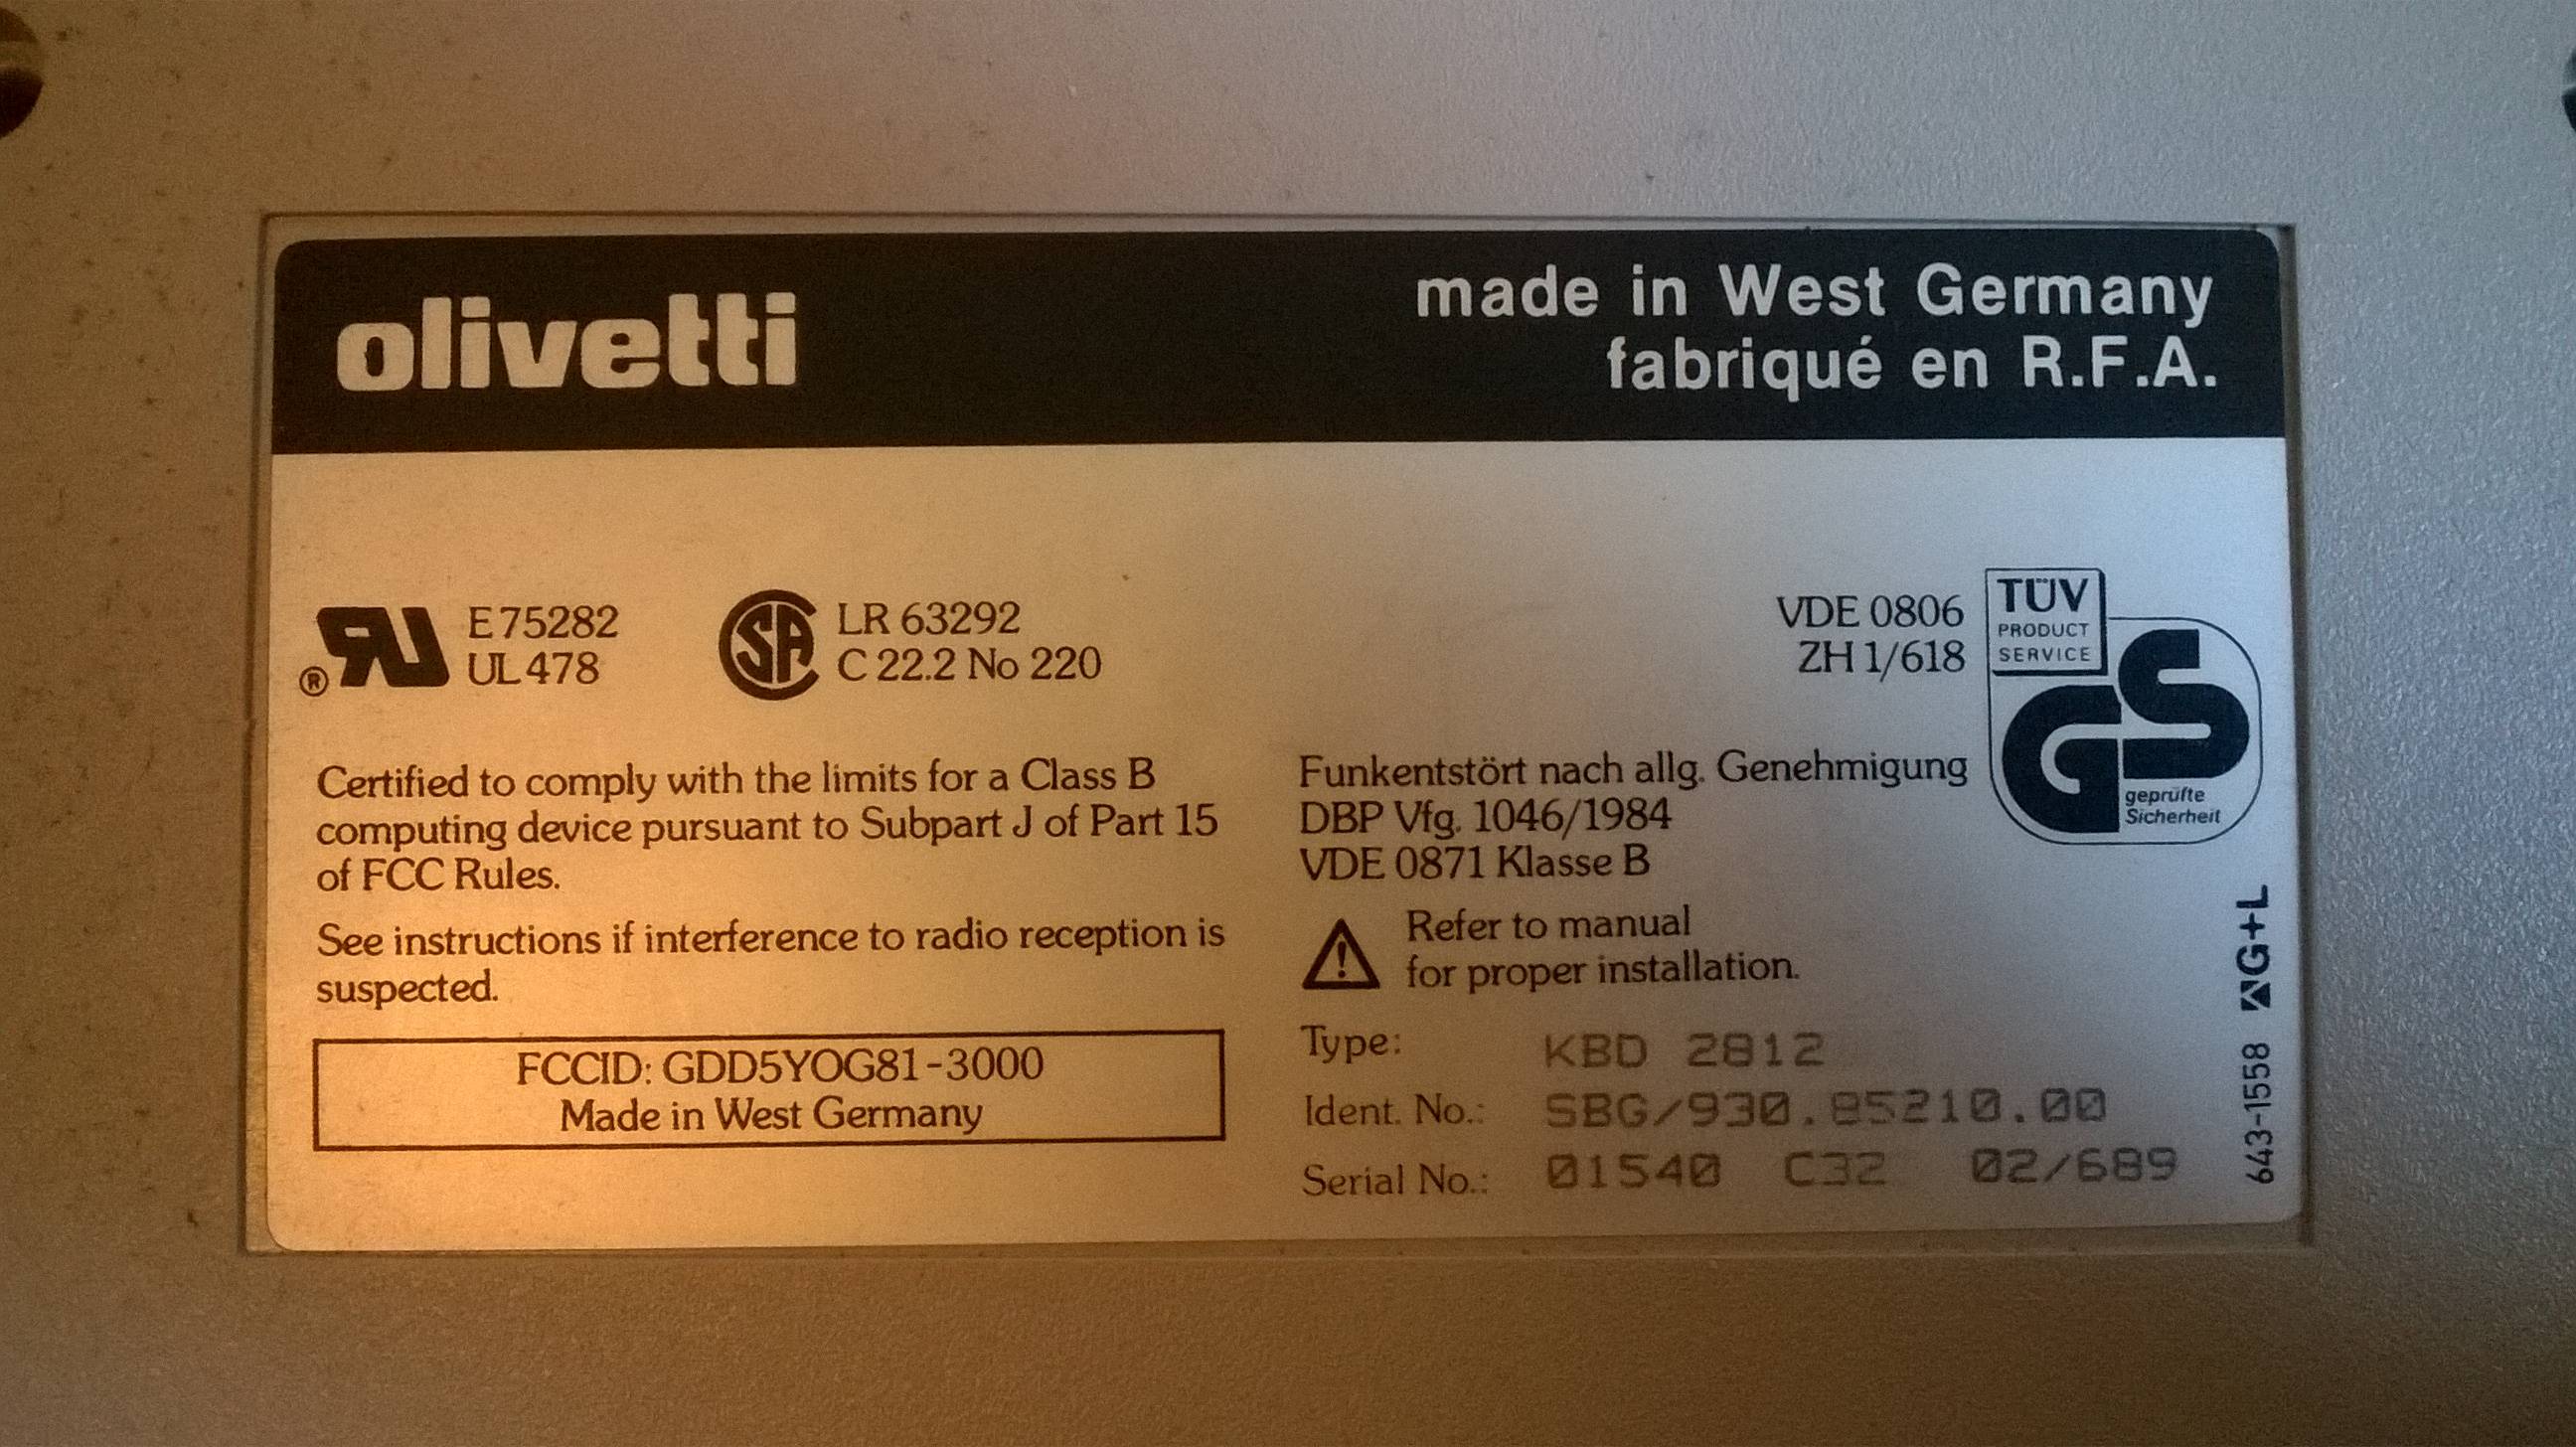 olivetti
made in West Germany
fabriqué en R.F.A.
E 75282
UL 478
®
SA
LR 63292
C 22.2 No 220
VDE 0806
ZH 1/618
TÜV
PRODUCT
SERVICE
GS
geprüfte
Sicherheit
Certified to comply with the limits for a Class B
computing device pursuant to Subpart J of Part 15
of FCC Rules.
See instructions if interference to radio reception is
suspected.
FCCID: GDD5YOG81-3000
Made in West Germany
Funkentstört nach allg. Genehmigung
DBP Vfg. 1046/1984
VDE 0871 Klasse B
Refer to manual
for proper installation.
Type: KBD 2812
Ident. No.: SBG/930.85210.00
Serial No.: 01540 C32 02/689
643-1558 G+L